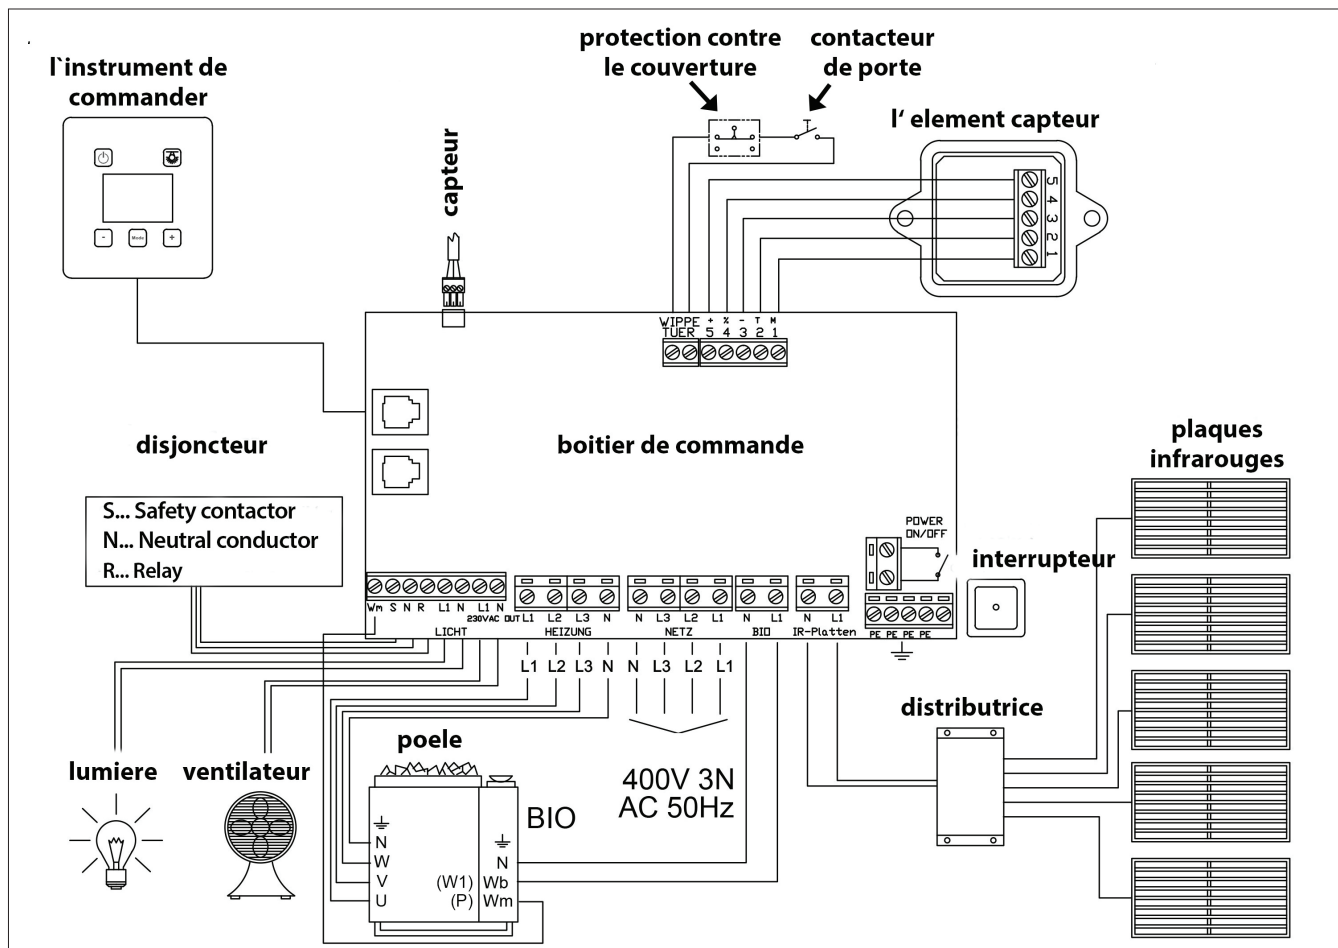 l`instrument de
commander
protection contre
le couverture
contacteur
de porte
l‘ element capteur
capteur
- Mode +
5
4
3
2
1
WIPPE + % - T M
TUER 5 4 3 2 1
disjoncteur
boitier de commande
plaques
infrarouges
S... Safety contactor
N... Neutral conductor
R... Relay
POWER
ON/OFF
interrupteur
Wm S N R L1 N L1 N
230VAC OUT L1 L2 L3 N N L3 L2 L1 N L1 N L1
LICHT HEIZUNG NETZ BIO IR-Platten PE PE PE PE
L1 L2 L3 N N L3 L2 L1
distributrice
poele
lumiere ventilateur
400V 3N
AC 50Hz
BIO
N
W
V
U
N
(W1) Wb
(P) Wm